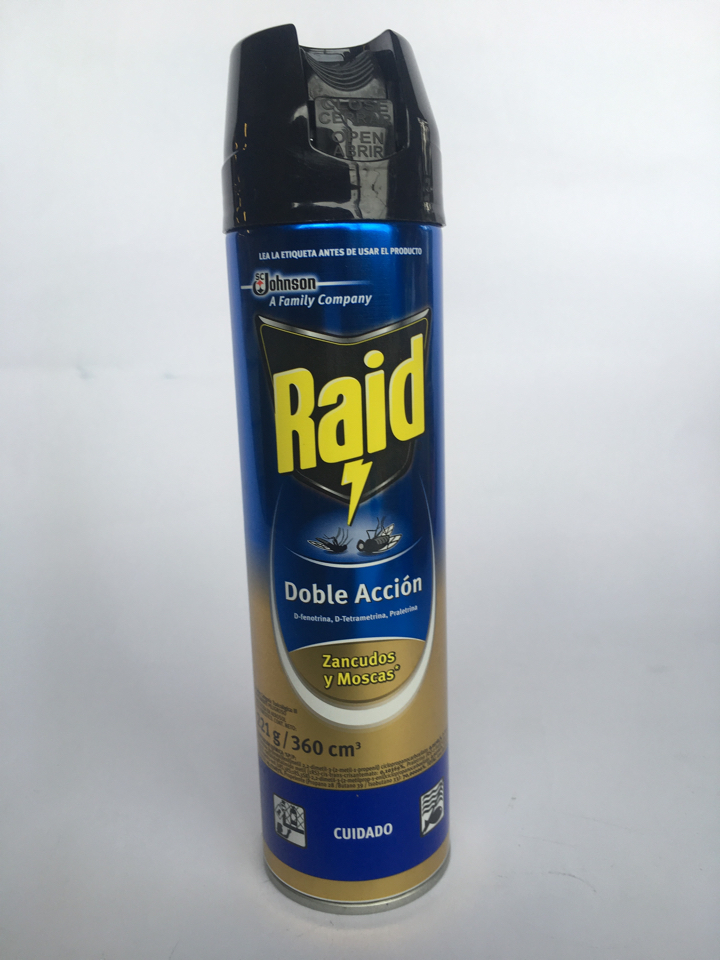 CLOSE
CERRAR
OPEN
ABRIR
LEA LA ETIQUETA ANTES DE USAR EL PRODUCTO
SC Johnson
A Family Company
Raid
Doble Acción
D-fenotrina, D-Tetrametrina, Praletrina
Zancudos
y Moscas*
21 g / 360 cm³
CUIDADO